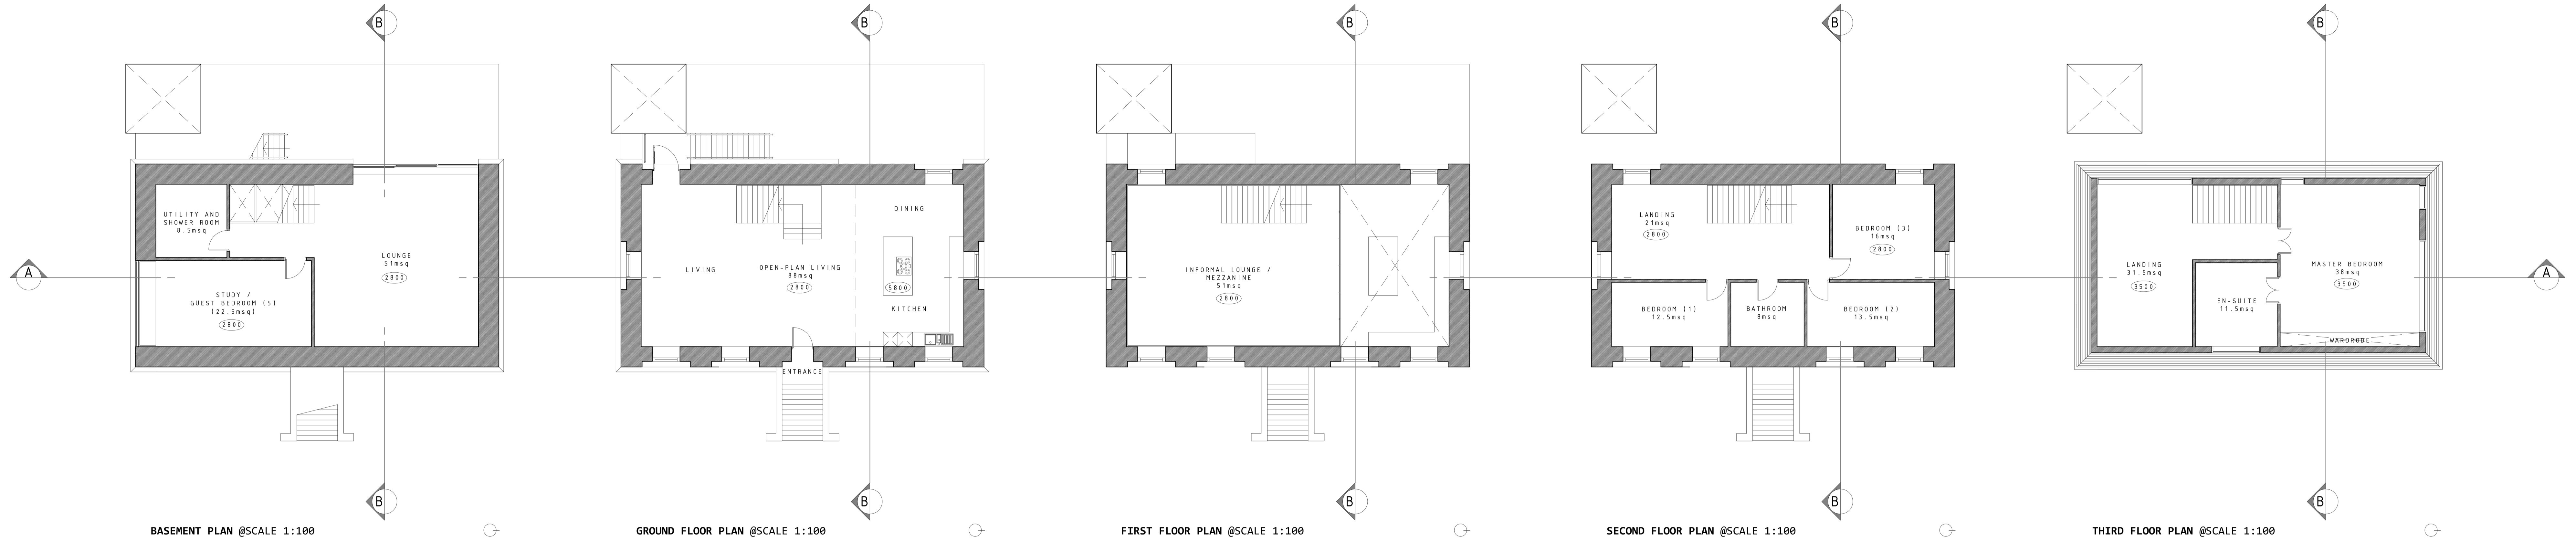 B
B
B
B
B
UTILITY AND
SHOWER ROOM
8.5msq
LOUNGE
51msq
2800
STUDY /
GUEST BEDROOM (5)
(22.5msq)
2800
DINING
LIVING
OPEN-PLAN LIVING
88msq
2800
5800
KITCHEN
ENTRANCE
INFORMAL LOUNGE /
MEZZANINE
51msq
2800
LANDING
21msq
2800
BEDROOM (3)
16msq
2800
BEDROOM (1)
12.5msq
BATHROOM
8msq
BEDROOM (2)
13.5msq
LANDING
31.5msq
3500
MASTER BEDROOM
38msq
3500
EN-SUITE
11.5msq
WARDROBE
A
A
B
B
B
B
B
BASEMENT PLAN @SCALE 1:100
GROUND FLOOR PLAN @SCALE 1:100
FIRST FLOOR PLAN @SCALE 1:100
SECOND FLOOR PLAN @SCALE 1:100
THIRD FLOOR PLAN @SCALE 1:100